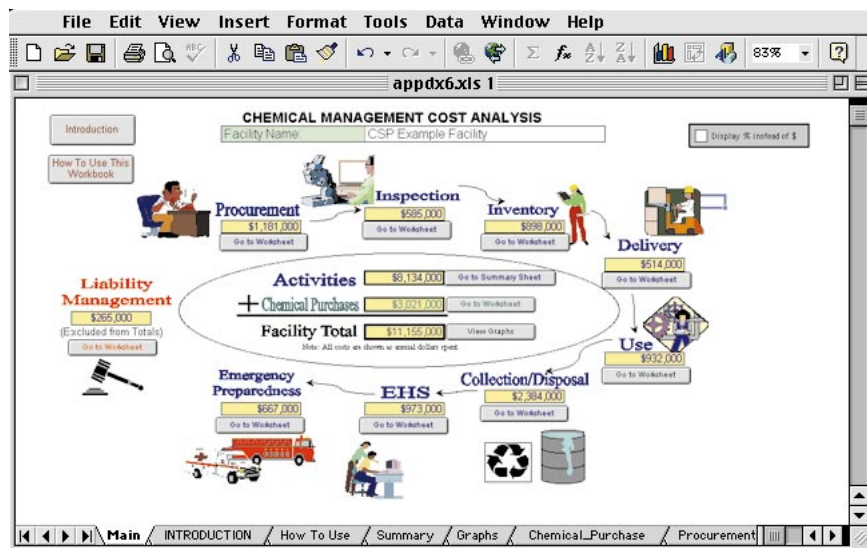 File Edit View Insert Format Tools Data Window Help
ABC
83%
appdx6.xls 1
CHEMICAL MANAGEMENT COST ANALYSIS
Introduction
Facility Name: CSP Example Facility
Display % instead of $
How To Use This
Workbook
Procurement
$1,181,000
Go to Worksheet
Inspection
$585,000
Go to Worksheet
Inventory
$898,000
Go to Worksheet
Delivery
$514,000
Go to Worksheet
Liability
Management
$265,000
(Excluded from Totals)
Go to Worksheet
Activities $8,134,000 Go to Summary Sheet
+ Chemical Purchases $3,021,000 Go to Worksheet
Facility Total $11,155,000 View Graphs
Note: All costs are shown as annual dollars spent
Use
$932,000
Go to Worksheet
Emergency
Preparedness
$667,000
Go to Worksheet
EHS
$973,000
Go to Worksheet
Collection/Disposal
$2,384,000
Go to Worksheet
Main INTRODUCTION How To Use Summary Graphs Chemical_Purchase Procurement